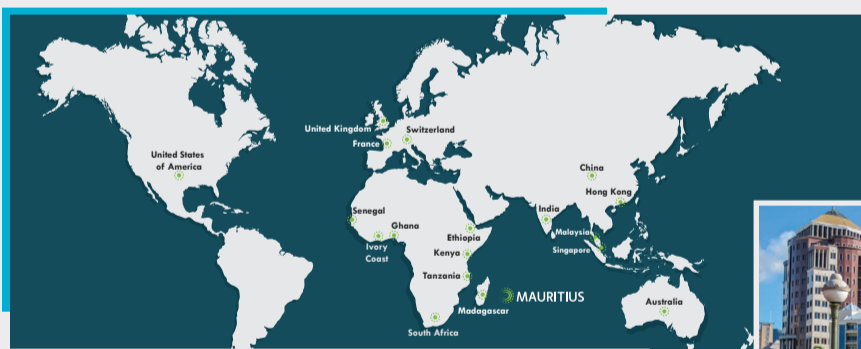 United Kingdom
Switzerland
France
United States
of America
China
Hong Kong
Senegal
Ghana
India
Ivory
Coast
Ethiopia
Malaysia
Kenya
Singapore
Tanzania
MAURITIUS
Madagascar
Australia
South Africa